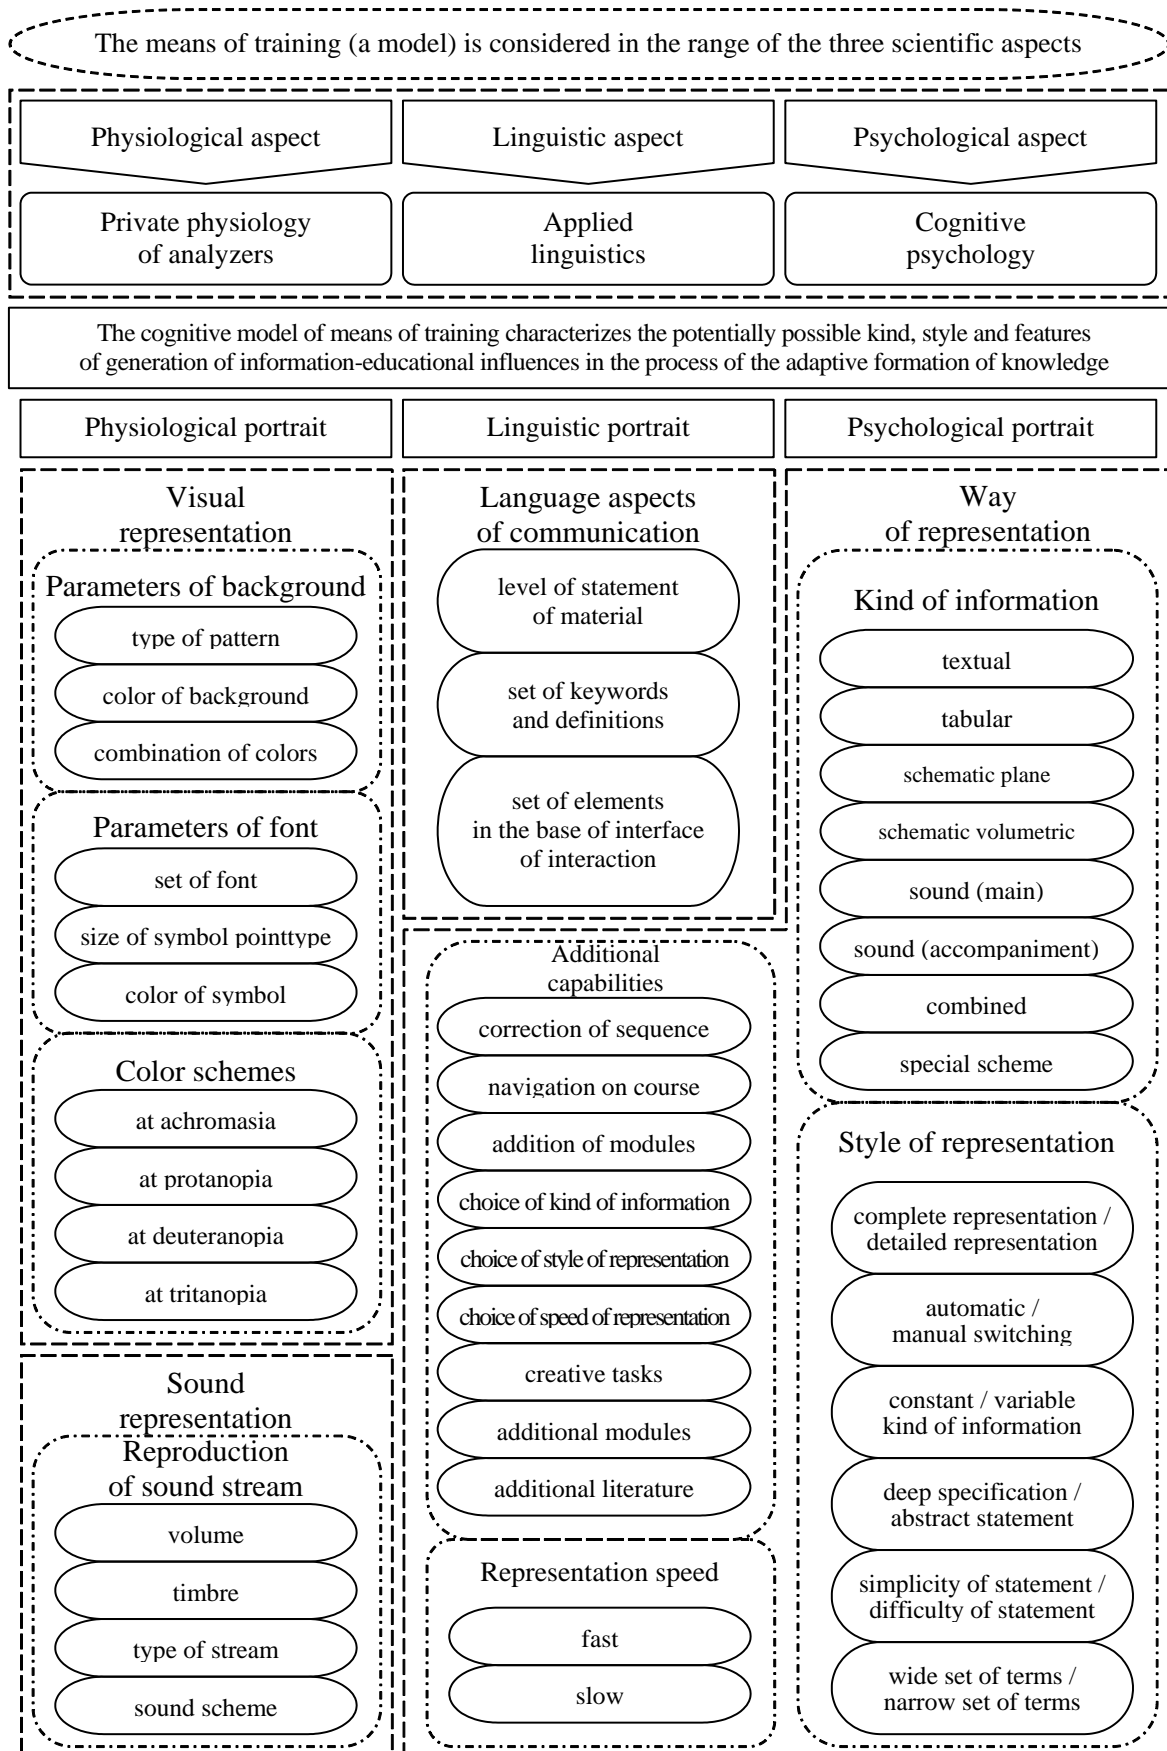 The means of training (a model) is considered in the range of the three scientific aspects
Physiological aspect
Linguistic aspect
Psychological aspect
Private physiology
of analyzers
Applied
linguistics
Cognitive
psychology
The cognitive model of means of training characterizes the potentially possible kind, style and features
of generation of information-educational influences in the process of the adaptive formation of knowledge
Physiological portrait
Linguistic portrait
Psychological portrait
Visual
representation
Parameters of background
type of pattern
color of background
combination of colors
Parameters of font
set of font
size of symbol pointtype
color of symbol
Color schemes
at achromasia
at protanopia
at deuteranopia
at tritanopia
Sound
representation
Reproduction
of sound stream
volume
timbre
type of stream
sound scheme
Language aspects
of communication
level of statement
of material
set of keywords
and definitions
set of elements
in the base of interface
of interaction
Additional
capabilities
correction of sequence
navigation on course
addition of modules
choice of kind of information
choice of style of representation
choice of speed of representation
creative tasks
additional modules
additional literature
Representation speed
fast
slow
Way
of representation
Kind of information
textual
tabular
schematic plane
schematic volumetric
sound (main)
sound (accompaniment)
combined
special scheme
Style of representation
complete representation /
detailed representation
automatic /
manual switching
constant / variable
kind of information
deep specification /
abstract statement
simplicity of statement /
difficulty of statement
wide set of terms /
narrow set of terms